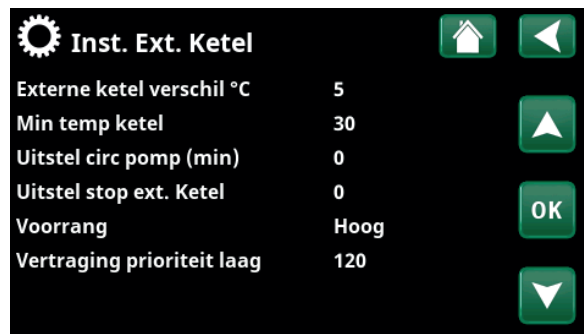 Inst. Ext. Ketel
Externe ketel verschil °C 5
Min temp ketel 30
Uitstel circ pomp (min) 0
Uitstel stop ext. Ketel 0
Voorrang Hoog
Vertraging prioriteit laag 120
OK